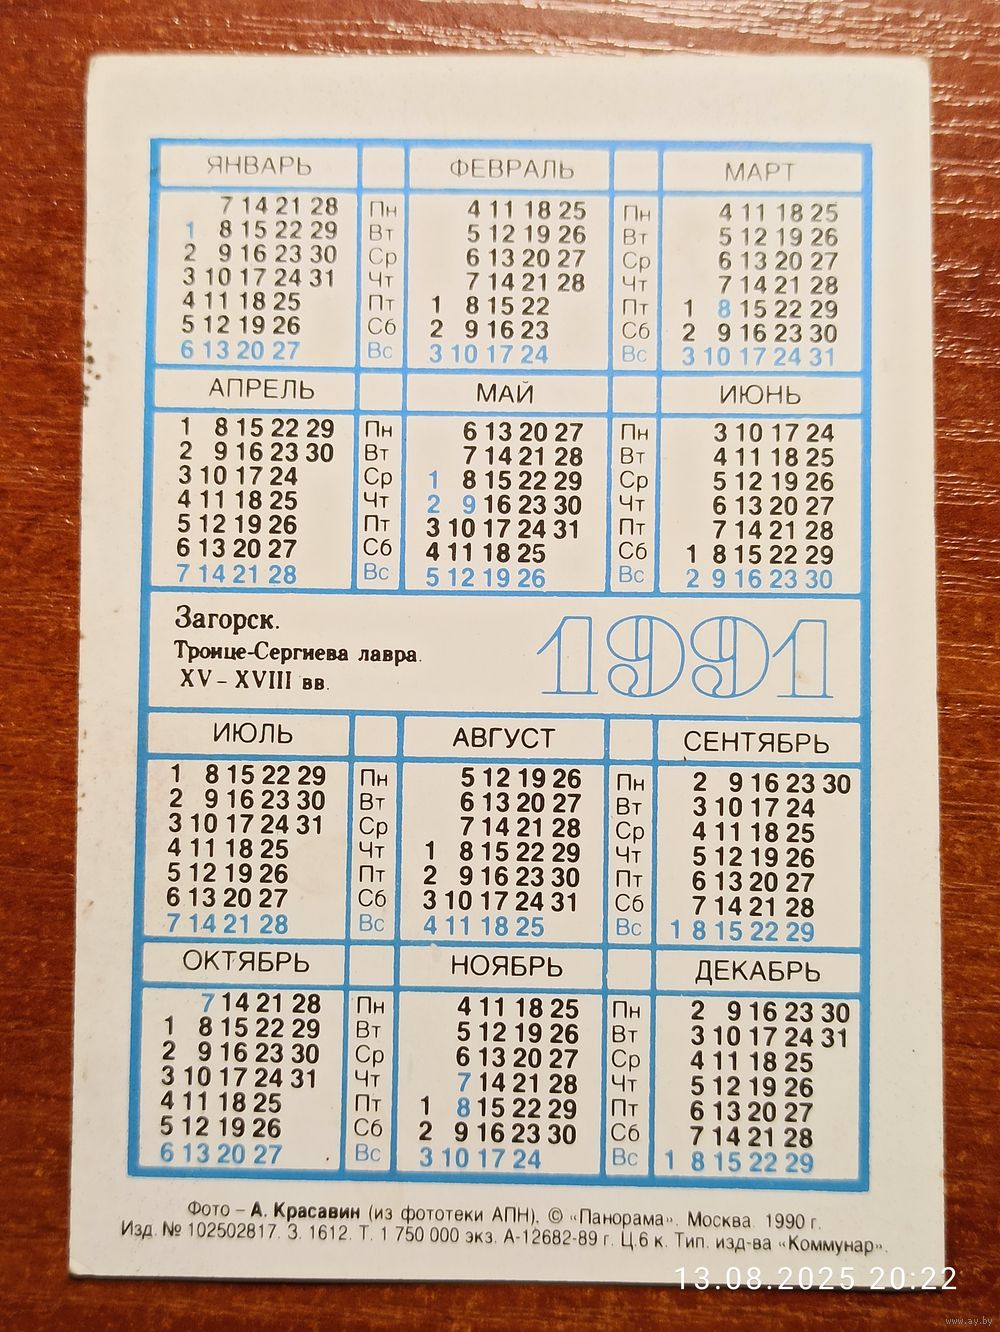 ЯНВАРЬ ФЕВРАЛЬ МАРТ
7 14 21 28 Пн 4 11 18 25 Пн 4 11 18 25
1 8 15 22 29 Вт 5 12 19 26 Вт 5 12 19 26
2 9 16 23 30 Ср 6 13 20 27 Ср 6 13 20 27
3 10 17 24 31 Чт 7 14 21 28 Чт 7 14 21 28
4 11 18 25 Пт 1 8 15 22 Пт 1 8 15 22 29
5 12 19 26 Сб 2 9 16 23 Сб 2 9 16 23 30
6 13 20 27 Вс 3 10 17 24 Вс 3 10 17 24 31
АПРЕЛЬ МАЙ ИЮНЬ
1 8 15 22 29 Пн 6 13 20 27 Пн 3 10 17 24
2 9 16 23 30 Вт 7 14 21 28 Вт 4 11 18 25
3 10 17 24 Ср 1 8 15 22 29 Ср 5 12 19 26
4 11 18 25 Чт 2 9 16 23 30 Чт 6 13 20 27
5 12 19 26 Пт 3 10 17 24 31 Пт 7 14 21 28
6 13 20 27 Сб 4 11 18 25 Сб 1 8 15 22 29
7 14 21 28 Вс 5 12 19 26 Вс 2 9 16 23 30
Загорск.
Троице-Сергиева лавра.
XV – XVIII вв.
1991
ИЮЛЬ АВГУСТ СЕНТЯБРЬ
1 8 15 22 29 Пн 5 12 19 26 Пн 2 9 16 23 30
2 9 16 23 30 Вт 6 13 20 27 Вт 3 10 17 24
3 10 17 24 31 Ср 7 14 21 28 Ср 4 11 18 25
4 11 18 25 Чт 1 8 15 22 29 Чт 5 12 19 26
5 12 19 26 Пт 2 9 16 23 30 Пт 6 13 20 27
6 13 20 27 Сб 3 10 17 24 31 Сб 7 14 21 28
7 14 21 28 Вс 4 11 18 25 Вс 1 8 15 22 29
ОКТЯБРЬ НОЯБРЬ ДЕКАБРЬ
7 14 21 28 Пн 4 11 18 25 Пн 2 9 16 23 30
1 8 15 22 29 Вт 5 12 19 26 Вт 3 10 17 24 31
2 9 16 23 30 Ср 6 13 20 27 Ср 4 11 18 25
3 10 17 24 31 Чт 7 14 21 28 Чт 5 12 19 26
4 11 18 25 Пт 1 8 15 22 29 Пт 6 13 20 27
5 12 19 26 Сб 2 9 16 23 30 Сб 7 14 21 28
6 13 20 27 Вс 3 10 17 24 Вс 1 8 15 22 29
Фото – А. Красавин (из фототеки АПН). © «Панорама». Москва. 1990 г.
Изд. № 102502817. З. 1612. Т. 1 750 000 экз. А-12682-89 г. Ц. 6 к. Тип. изд-ва «Коммунар».
13.08.2025 20:22
www.ay.by